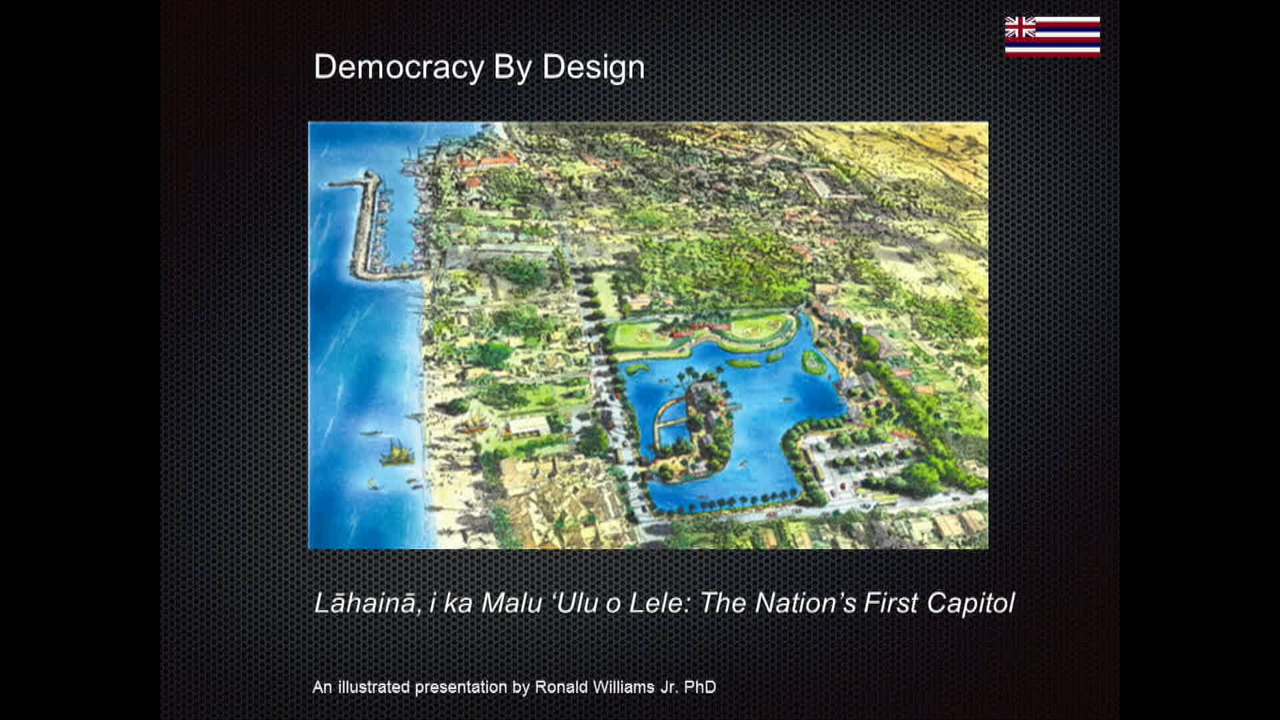 Democracy By Design
Lāhainā, i ka Malu ‘Ulu o Lele: The Nation’s First Capitol
An illustrated presentation by Ronald Williams Jr. PhD